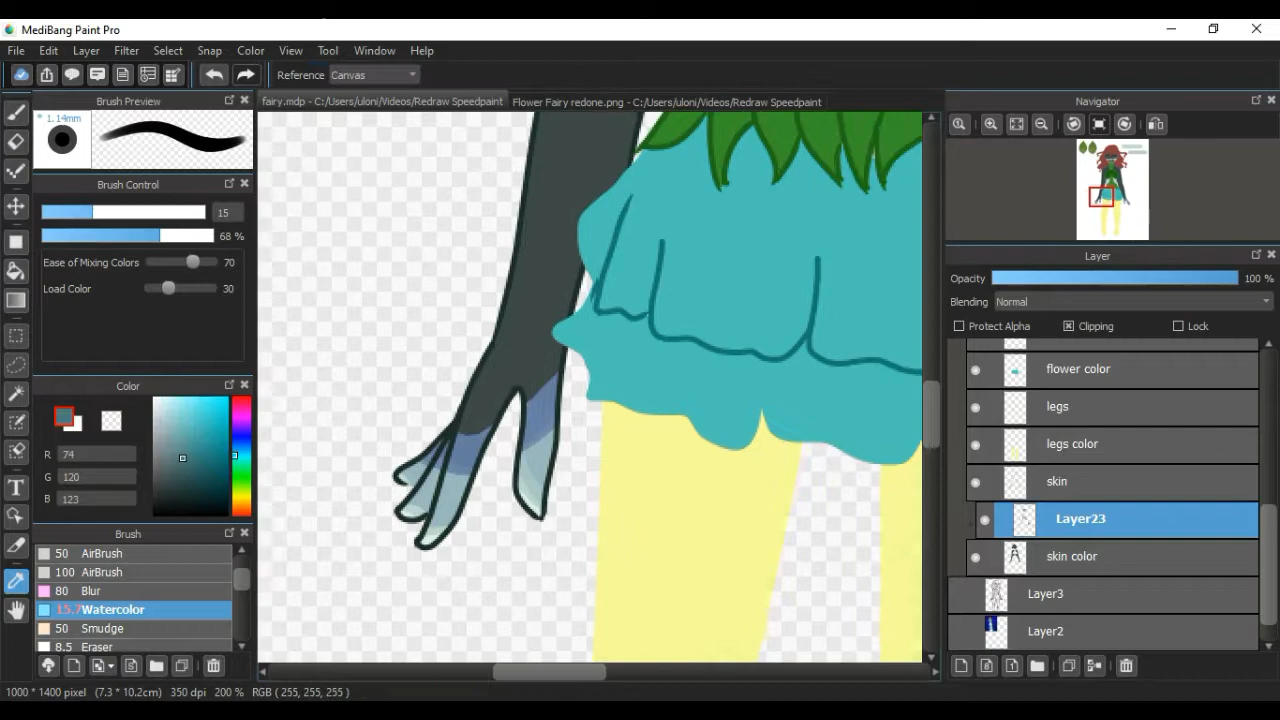 MediBang Paint Pro
File Edit Layer Filter Select Snap Color View Tool Window Help
Reference Canvas
Brush Preview
* 1.14mm
fairy.mdp - C:/Users/uloni/Videos/Redraw Speedpaint
Flower Fairy redone.png - C:/Users/uloni/Videos/Redraw Speedpaint
Navigator
Brush Control
15
68 %
Ease of Mixing Colors 70
Load Color 30
Layer
Opacity 100 %
Blending Normal
Protect Alpha Clipping Lock
flower color
legs
legs color
skin
Layer23
skin color
Layer3
Layer2
Color
R 74
G 120
B 123
Brush
50 AirBrush
100 AirBrush
80 Blur
15.7 Watercolor
50 Smudge
8.5 Eraser
1000 * 1400 pixel (7.3 * 10.2cm) 350 dpi 200 % RGB ( 255, 255, 255 )